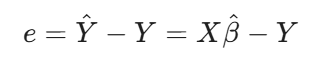 e = Ŷ − Y = Xβ̂ − Y